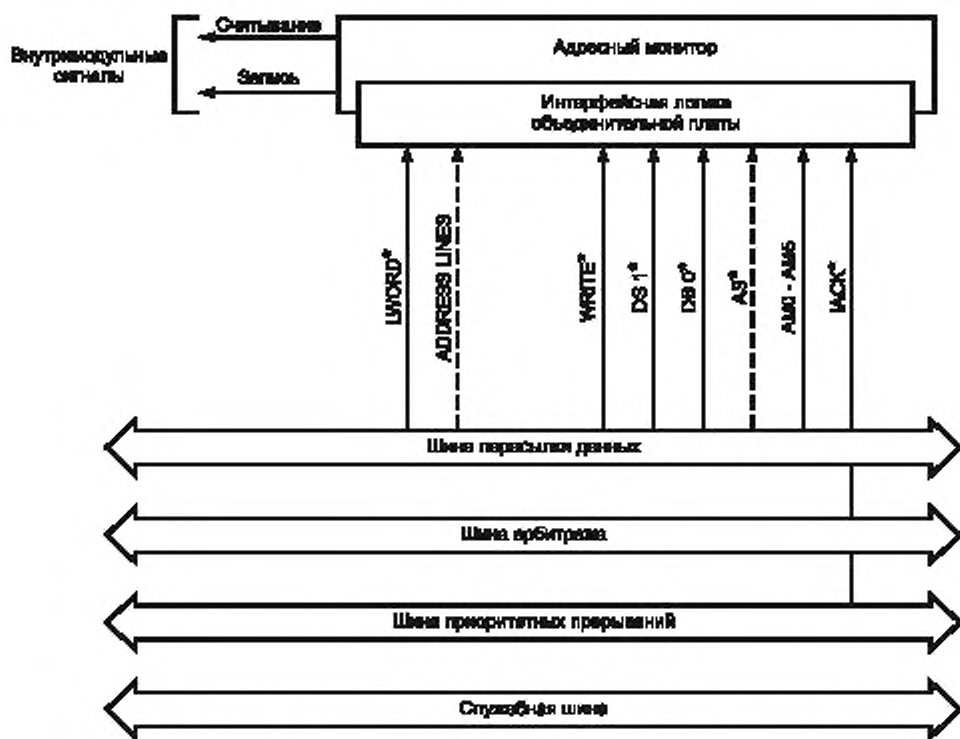 Внутримодульные
сигналы
Считывание
Запись
Адресный монитор
Интерфейсная логика
объединительной платы
LWORD*
ADDRESS LINES
WRITE*
DS 1*
DS 0*
AS*
AM0 - AM5
IACK*
Шина пересылки данных
Шина арбитража
Шина приоритетных прерываний
Служебная шина